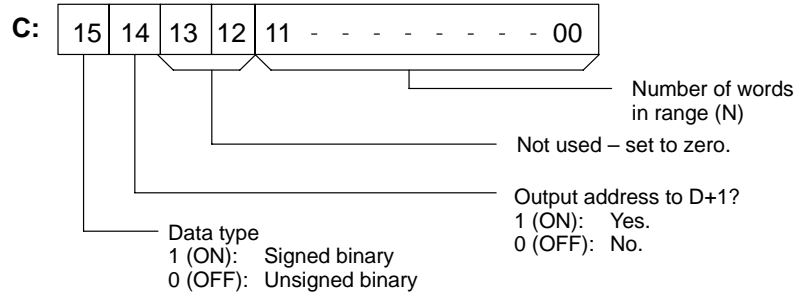 C: 15 14 13 12 11 - - - - - - - - 00
Number of words
in range (N)
Not used – set to zero.
Output address to D+1?
1 (ON): Yes.
0 (OFF): No.
Data type
1 (ON): Signed binary
0 (OFF): Unsigned binary